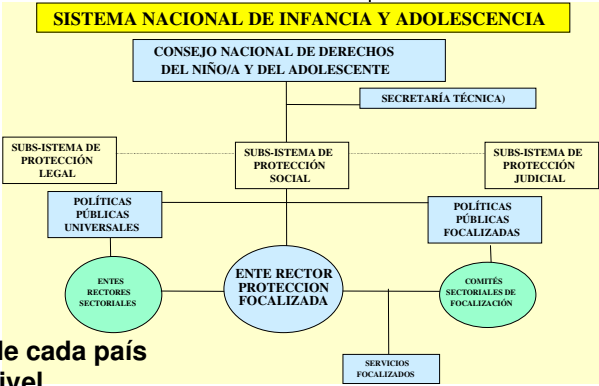 SISTEMA NACIONAL DE INFANCIA Y ADOLESCENCIA
CONSEJO NACIONAL DE DERECHOS
DEL NIÑO/A Y DEL ADOLESCENTE
SECRETARÍA TÉCNICA)
SUBS-ISTEMA DE
PROTECCIÓN
LEGAL
SUBS-ISTEMA DE
PROTECCIÓN
SOCIAL
SUBS-ISTEMA DE
PROTECCIÓN
JUDICIAL
POLÍTICAS
PÚBLICAS
UNIVERSALES
POLÍTICAS
PÚBLICAS
FOCALIZADAS
ENTES
RECTORES
SECTORIALES
ENTE RECTOR
PROTECCION
FOCALIZADA
COMITÉS
SECTORIALES DE
FOCALIZACIÓN
de cada país
SERVICIOS
FOCALIZADOS